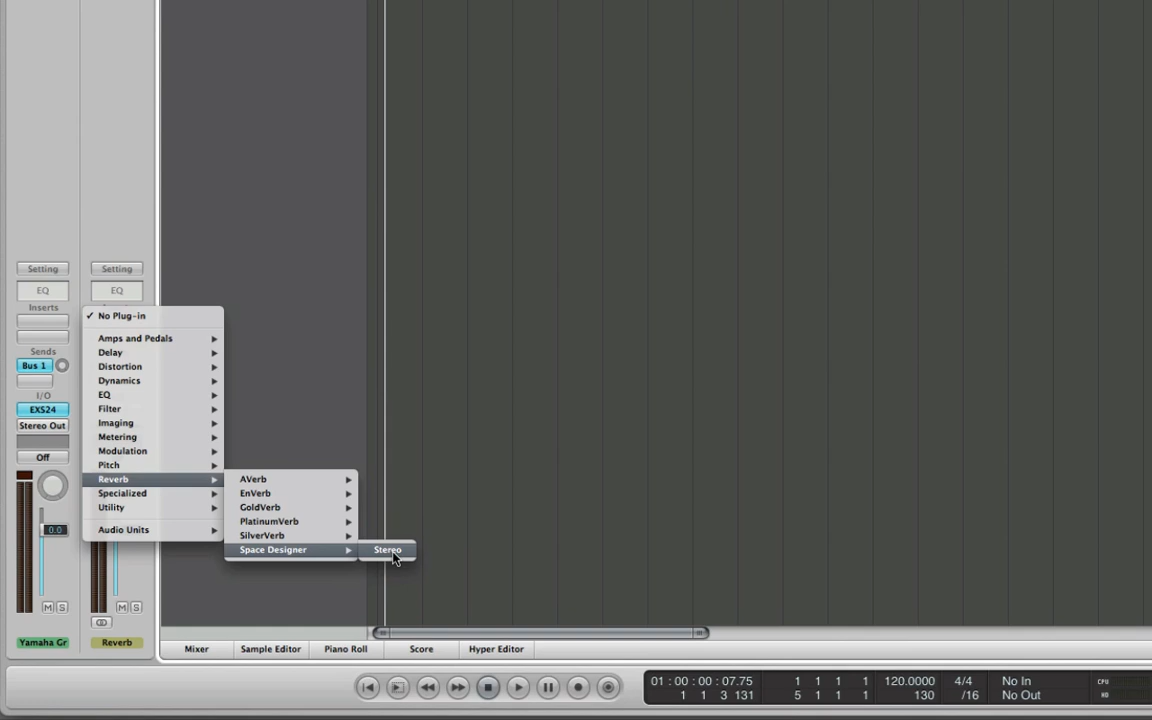 Setting Setting
EQ EQ
Inserts
✓ No Plug-in
Amps and Pedals
Delay
Distortion
Dynamics
EQ
Filter
Imaging
Metering
Modulation
Pitch
Reverb
Specialized
Utility
Audio Units
AVerb
EnVerb
GoldVerb
PlatinumVerb
SilverVerb
Space Designer
Stereo
Sends
Bus 1
I/O
EXS24
Stereo Out
Off
0.0
M S M S
Yamaha Gr Reverb
Mixer Sample Editor Piano Roll Score Hyper Editor
01 : 00 : 00 : 07.75 1 1 1 1 120.0000 4/4 No In CPU
1 1 3 131 5 1 1 1 130 /16 No Out HD